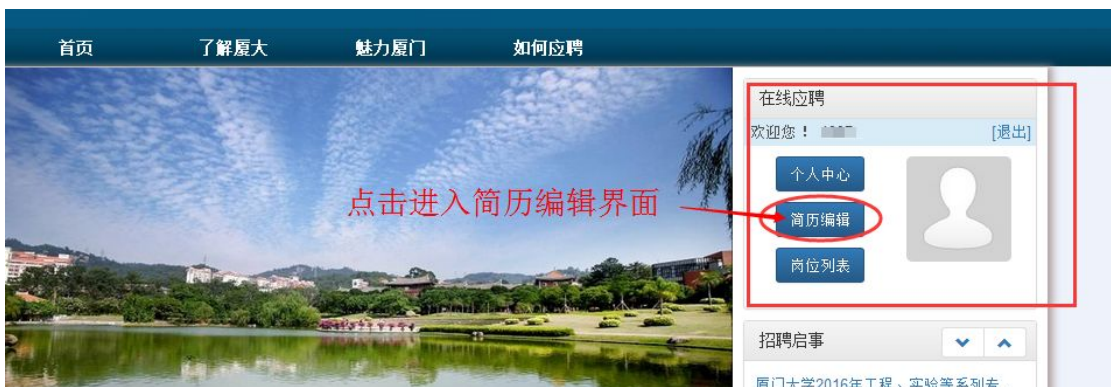 首页 了解厦大 魅力厦门 如何应聘
在线应聘
欢迎您！ [退出]
个人中心
点击进入简历编辑界面
简历编辑
岗位列表
招聘启事
厦门大学2016年工程、实验等系列专